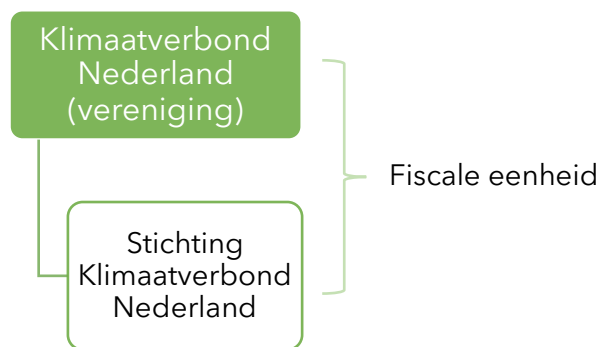 Klimaatverbond
Nederland
(vereniging)
Fiscale eenheid
Stichting
Klimaatverbond
Nederland